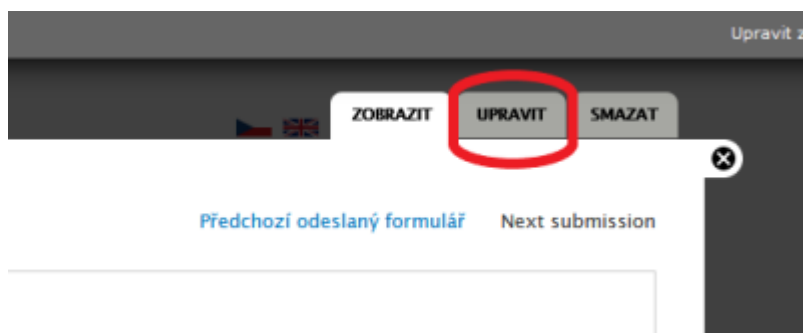 Upravit z
ZOBRAZIT UPRAVIT SMAZAT
Předchozí odeslaný formulář Next submission